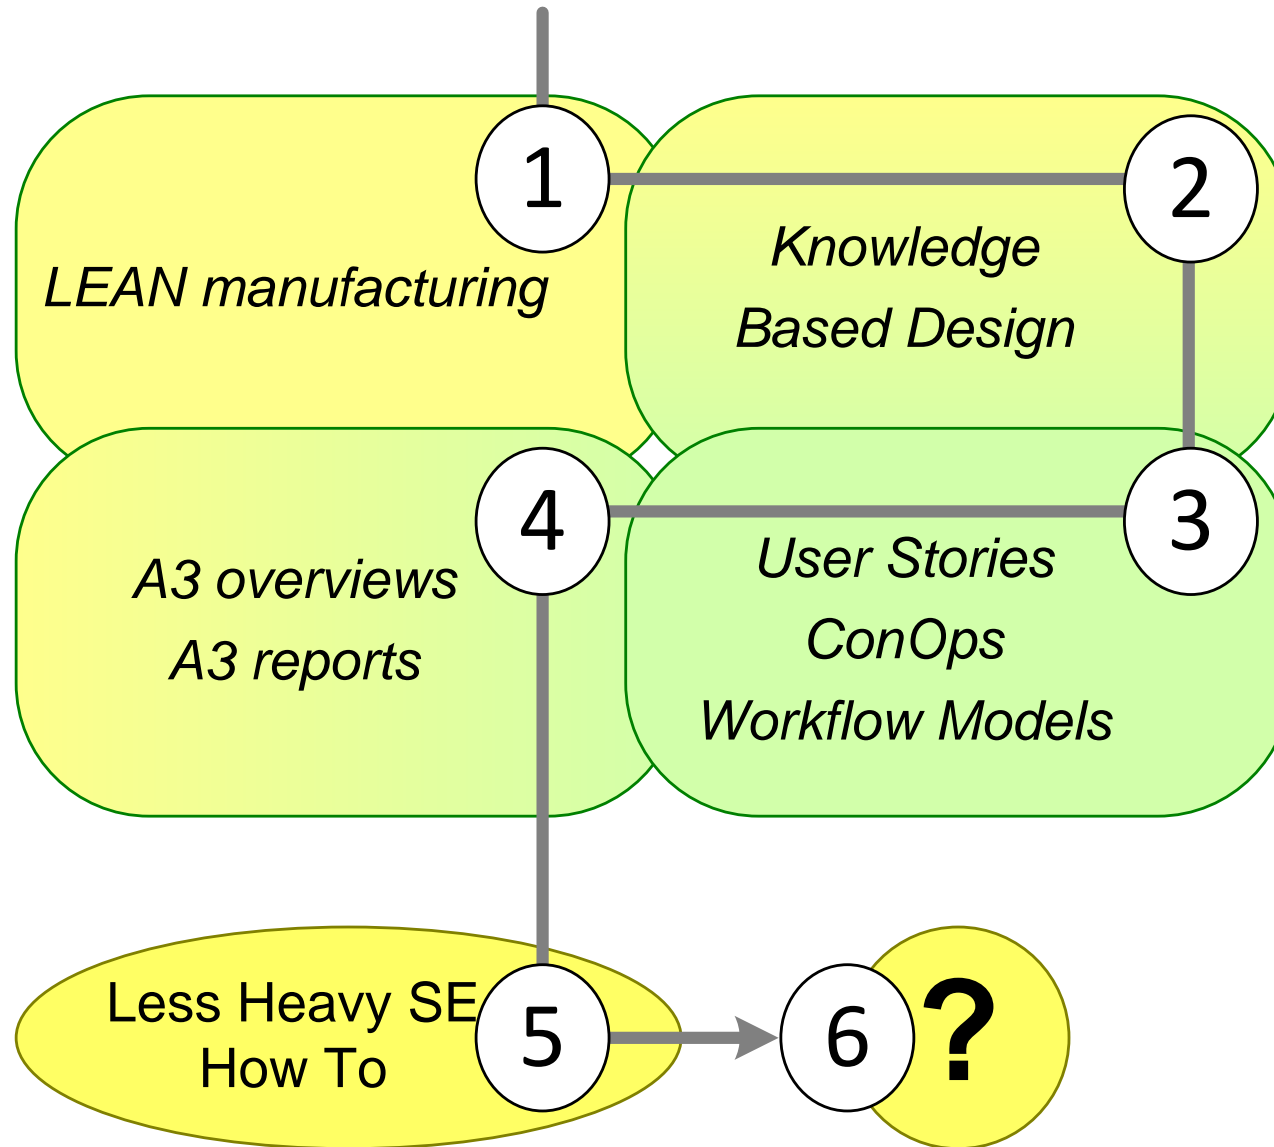 1
LEAN manufacturing
2
Knowledge
Based Design
3
User Stories
ConOps
Workflow Models
4
A3 overviews
A3 reports
5
Less Heavy SE
How To
6
?